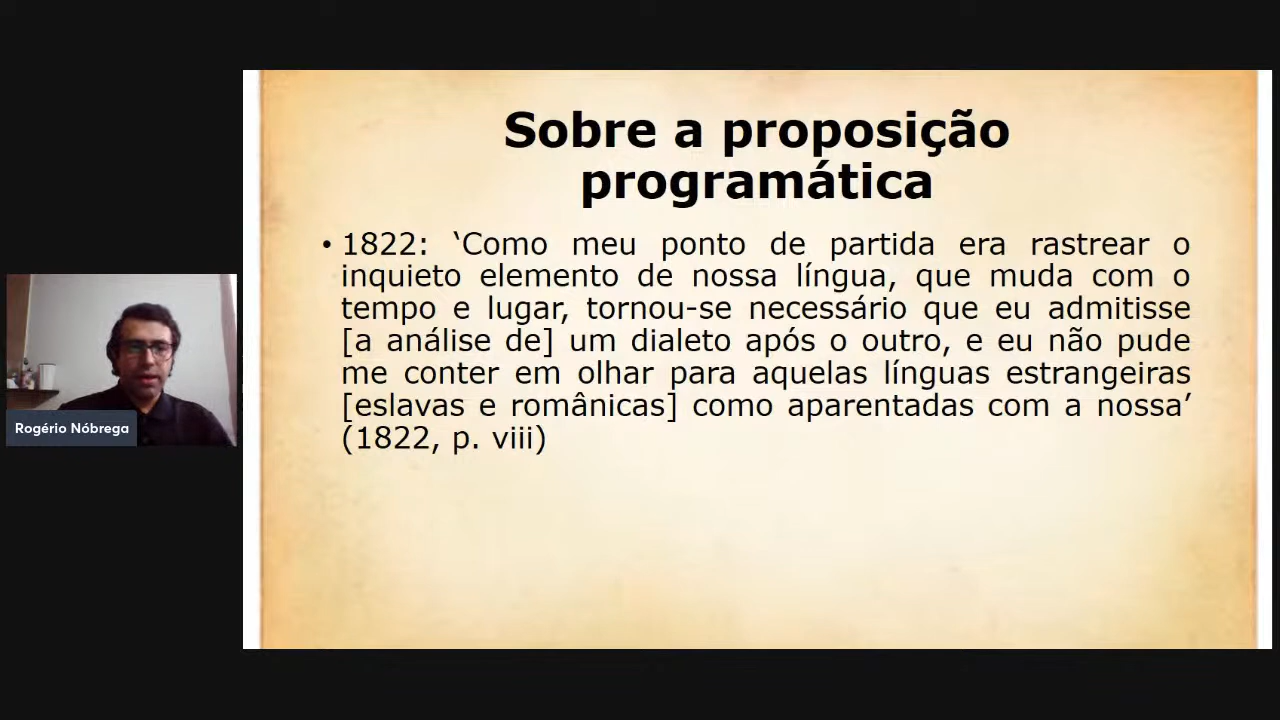 Sobre a proposição
programática
• 1822: ‘Como meu ponto de partida era rastrear o
inquieto elemento de nossa língua, que muda com o
tempo e lugar, tornou-se necessário que eu admitisse
[a análise de] um dialeto após o outro, e eu não pude
me conter em olhar para aquelas línguas estrangeiras
[eslavas e românicas] como aparentadas com a nossa’
(1822, p. viii)
Rogério Nóbrega